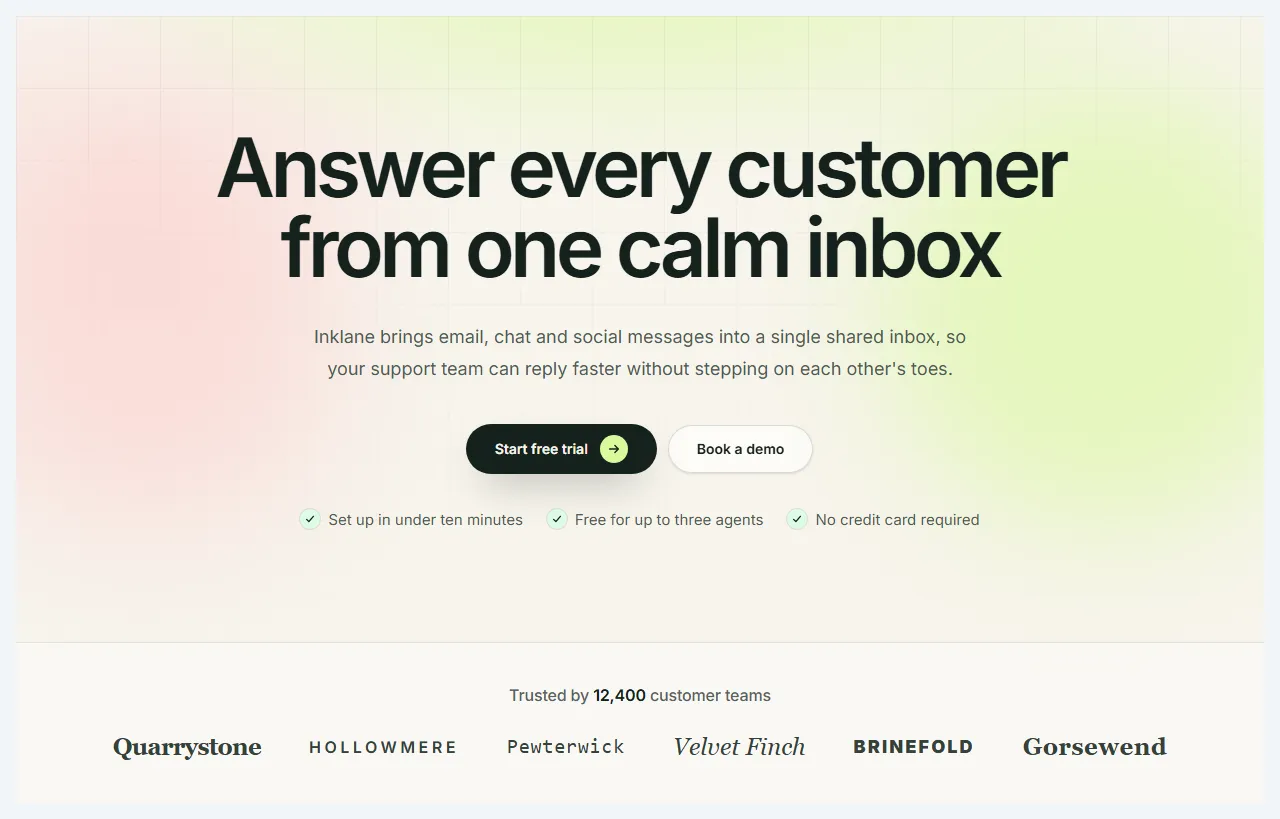 Answer every customer
from one calm inbox
Inklane brings email, chat and social messages into a single shared inbox, so
your support team can reply faster without stepping on each other's toes.
Start free trial
Book a demo
Set up in under ten minutes
Free for up to three agents
No credit card required
Trusted by 12,400 customer teams
Quarrystone
HOLLOWMERE
Pewterwick
Velvet Finch
BRINEFOLD
Gorsewend